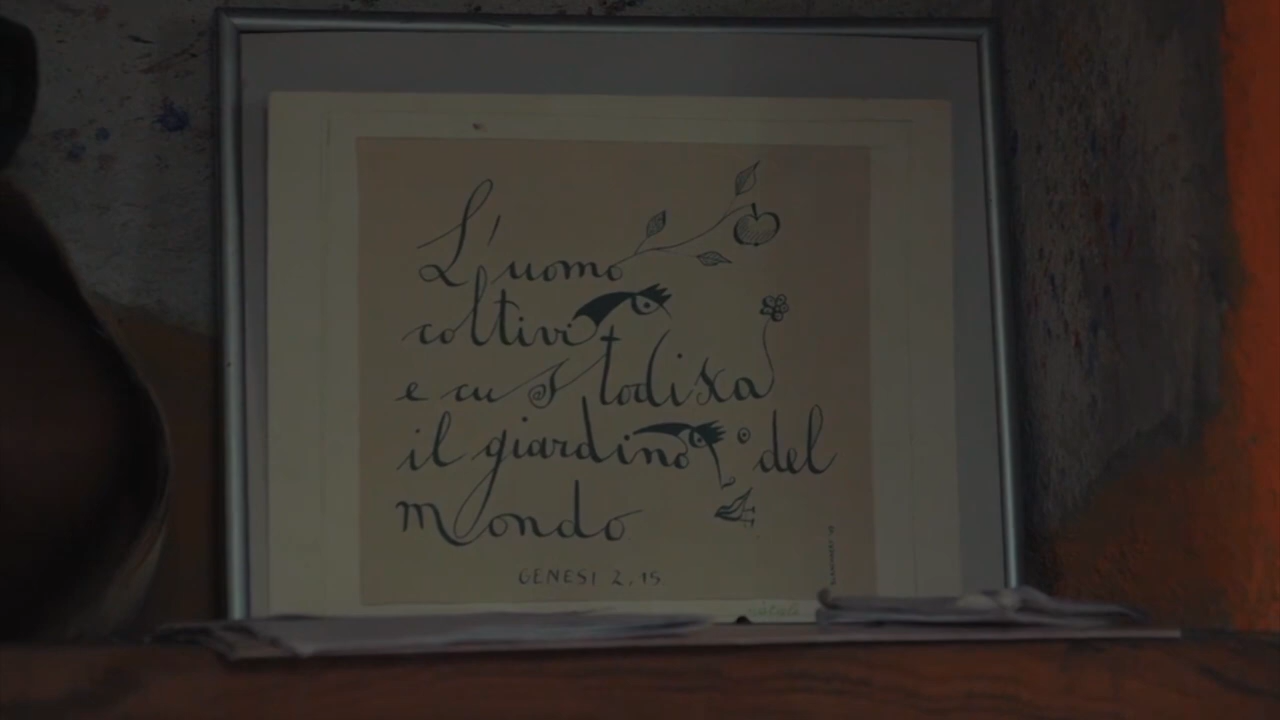 L'uomo
coltivi
e custodisca
il giardino del
mondo
GENESI 2,15